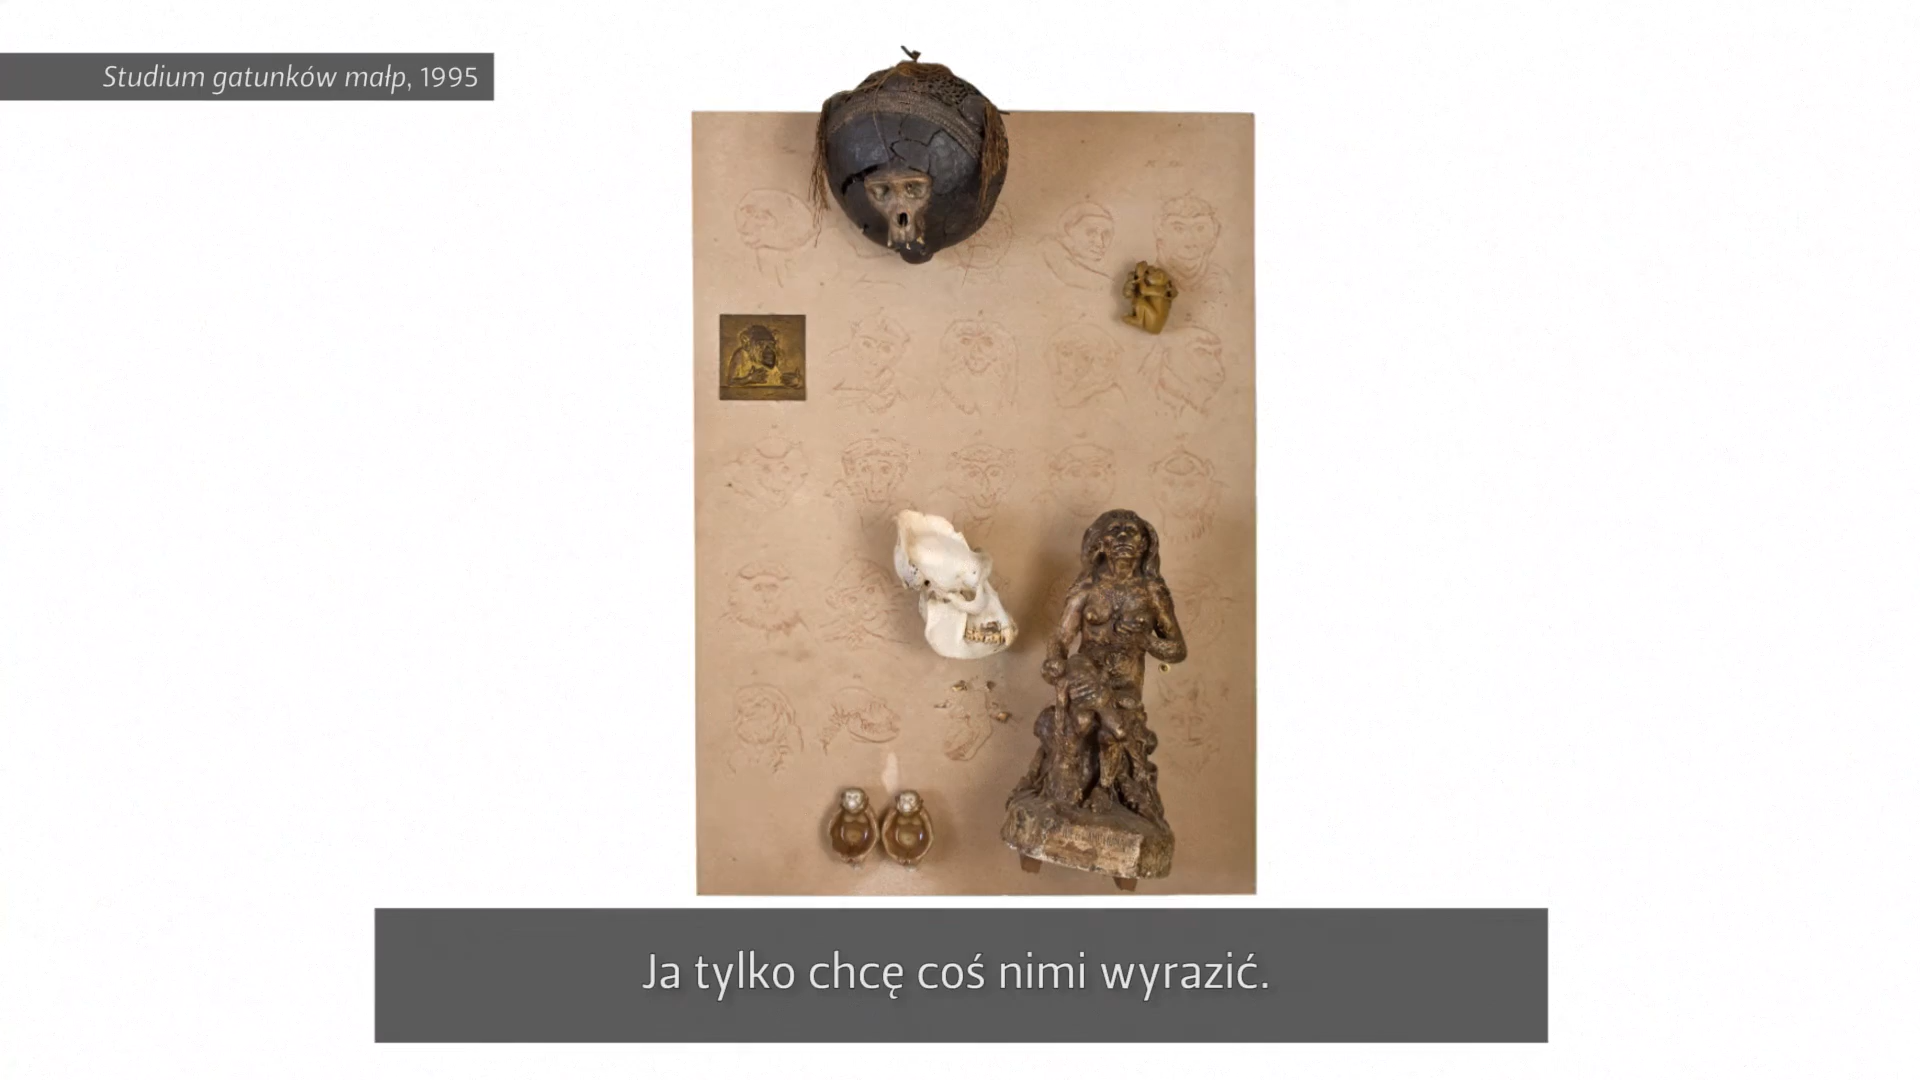 Studium gatunków małp, 1995
Ja tylko chcę coś nimi wyrazić.